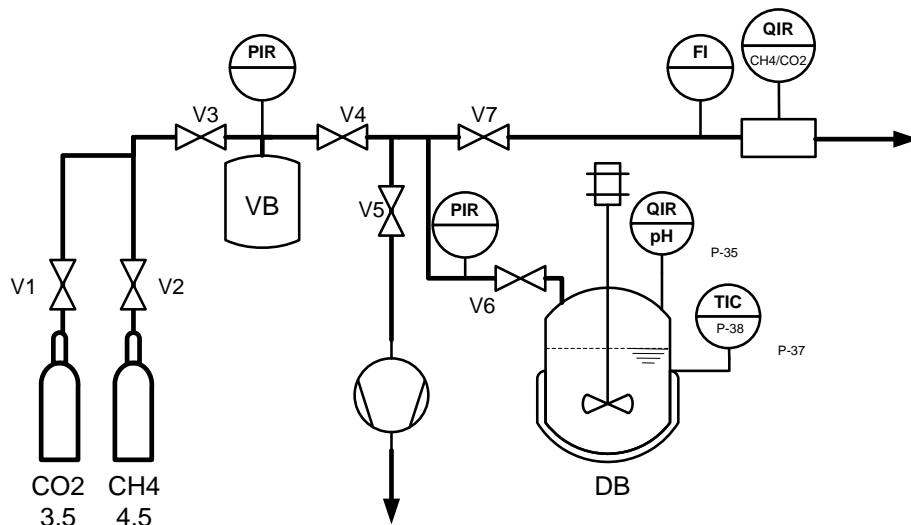 PIR
FI
QIR
CH4/CO2
V3
V4
V7
VB
V5
PIR
QIR
pH
P-35
V1
V2
V6
TIC
P-38
P-37
CO2
3.5
CH4
4.5
DB